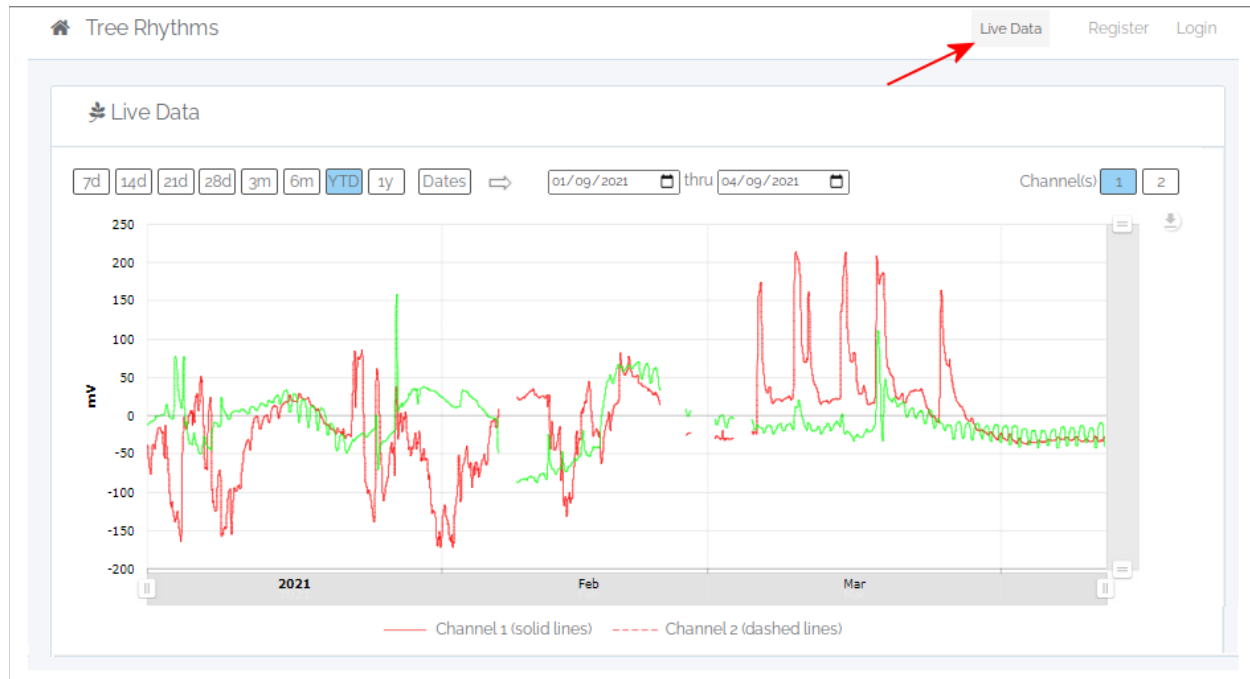 Tree Rhythms Live Data Register Login
Live Data
7d 14d 21d 28d 3m 6m YTD 1y Dates 01/09/2021 thru 04/09/2021 Channel(s) 1 2
250
200
150
100
50
0
-50
-100
-150
-200
mV
2021 Feb Mar
Channel 1 (solid lines) Channel 2 (dashed lines)